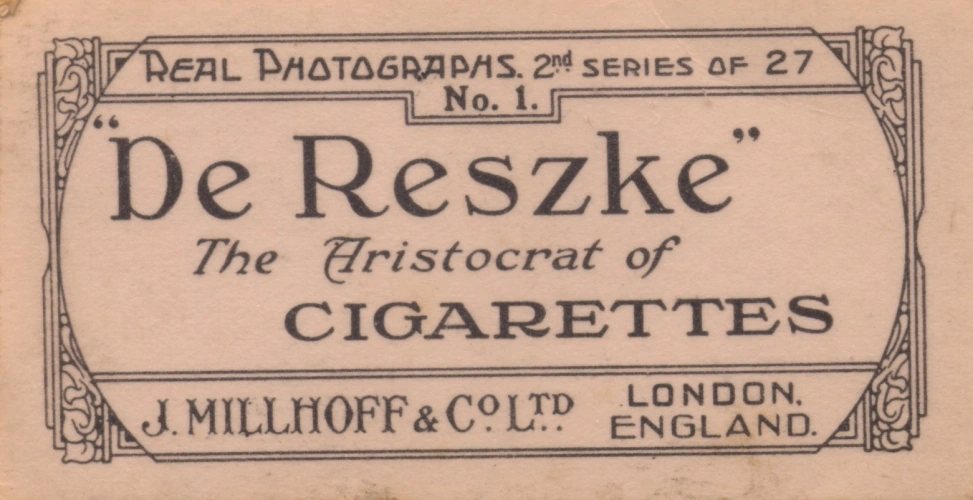 REAL PHOTOGRAPHS. 2nd SERIES OF 27
No. 1.
"De Reszke"
The Aristocrat of
CIGARETTES
J. MILLHOFF & Co. LTD. LONDON, ENGLAND.